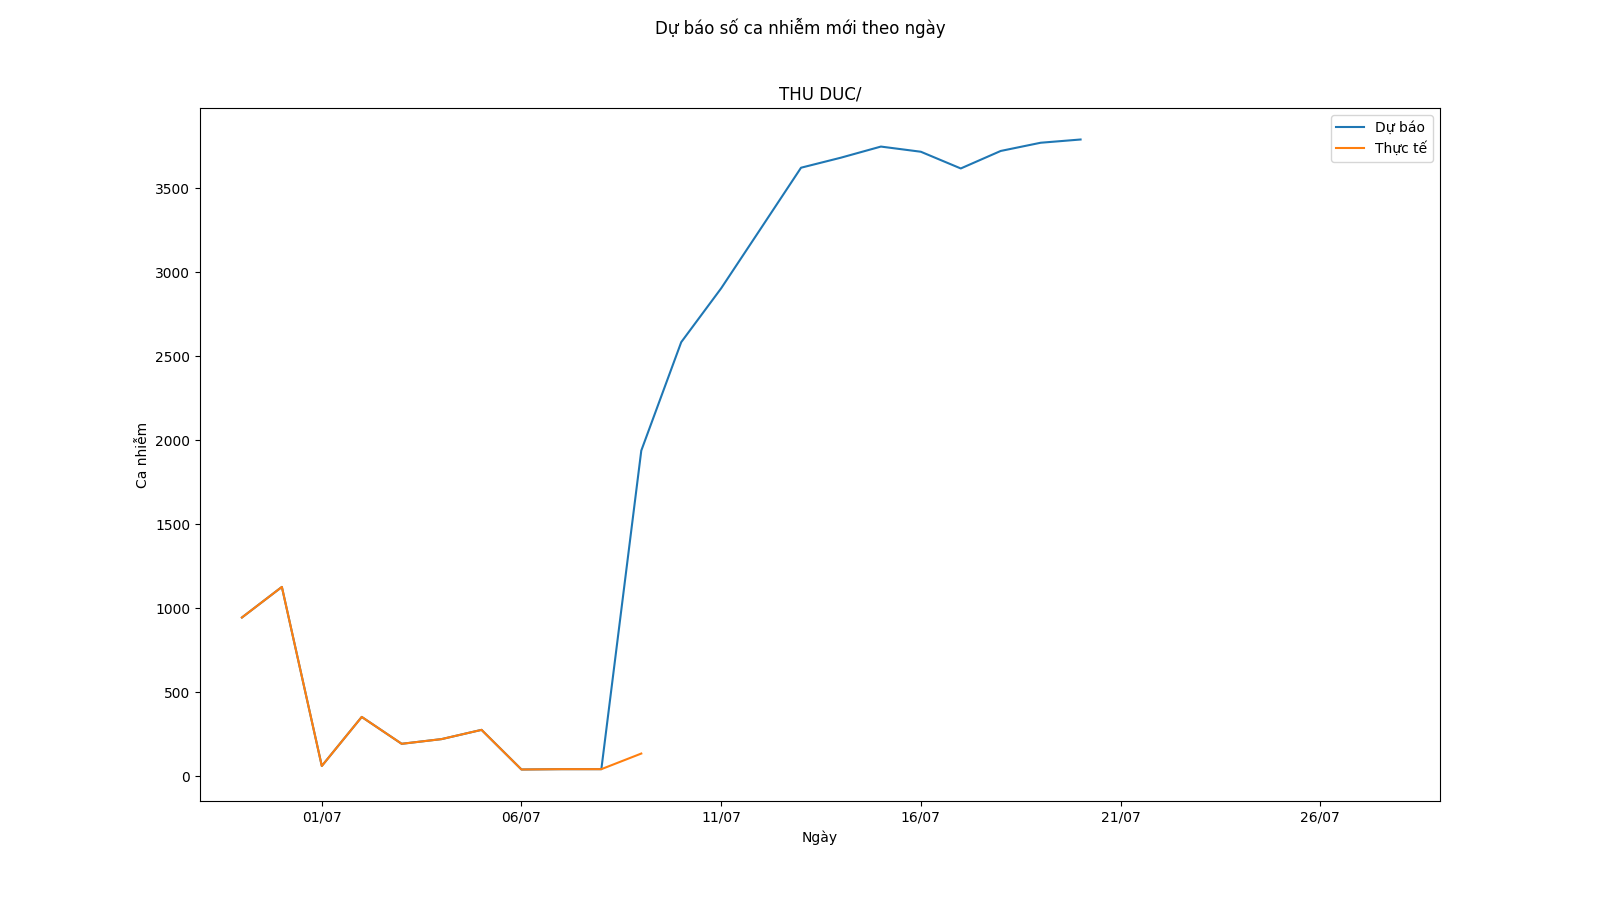 Dự báo số ca nhiễm mới theo ngày
THU DUC/
Dự báo
Thực tế
3500
3000
2500
2000
1500
1000
500
0
Ca nhiễm
01/07
06/07
11/07
16/07
21/07
26/07
Ngày